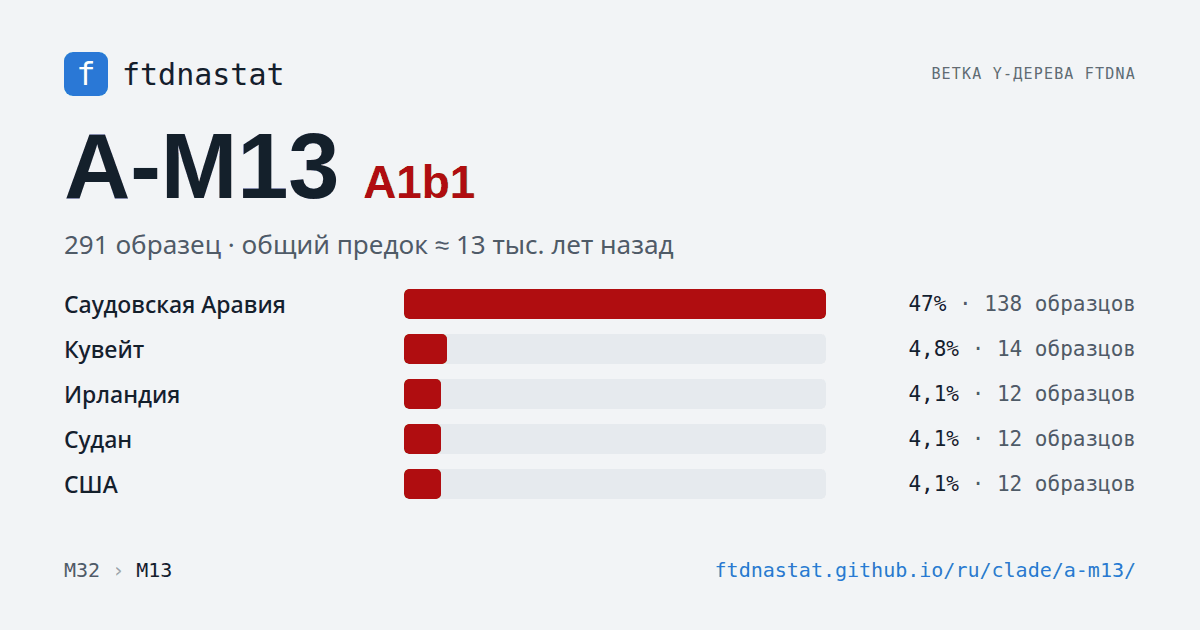 f ftdnastat
ВЕТКА Y-ДЕРЕВА FTDNA
A-M13 A1b1
291 образец · общий предок ≈ 13 тыс. лет назад
Саудовская Аравия 47% · 138 образцов
Кувейт 4,8% · 14 образцов
Ирландия 4,1% · 12 образцов
Судан 4,1% · 12 образцов
США 4,1% · 12 образцов
M32 › M13
ftdnastat.github.io/ru/clade/a-m13/